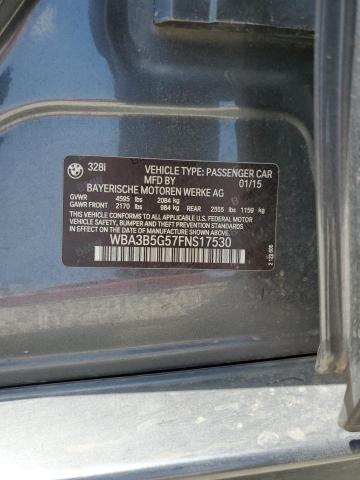 BMW
328i
VEHICLE TYPE: PASSENGER CAR
MFD BY 01/15
BAYERISCHE MOTOREN WERKE AG
GVWR 4595 lbs 2084 kg
GAWR FRONT 2170 lbs 984 kg REAR 2555 lbs 1159 kg
THIS VEHICLE CONFORMS TO ALL APPLICABLE FEDERAL MOTOR
VEHICLE SAFETY, BUMPER, AND THEFT PREVENTION STANDARDS
IN EFFECT ON THE DATE OF MANUFACTURE SHOWN ABOVE.
WBA3B5G57FNS17530